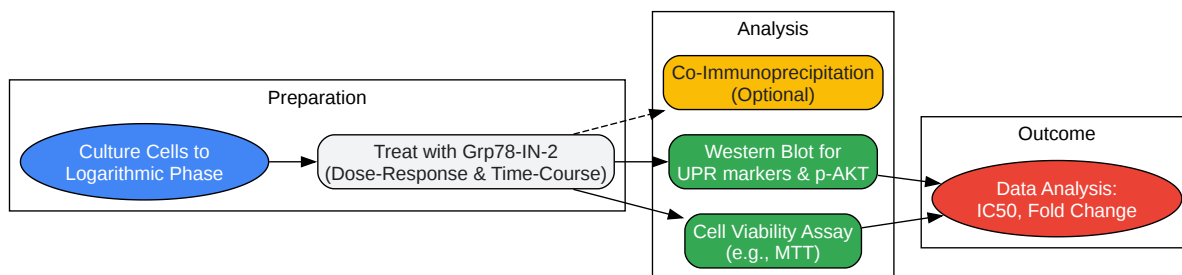 Preparation
Culture Cells to
Logarithmic Phase
Treat with Grp78-IN-2
(Dose-Response & Time-Course)
Analysis
Co-Immunoprecipitation
(Optional)
Western Blot for
UPR markers & p-AKT
Cell Viability Assay
(e.g., MTT)
Outcome
Data Analysis:
IC50, Fold Change